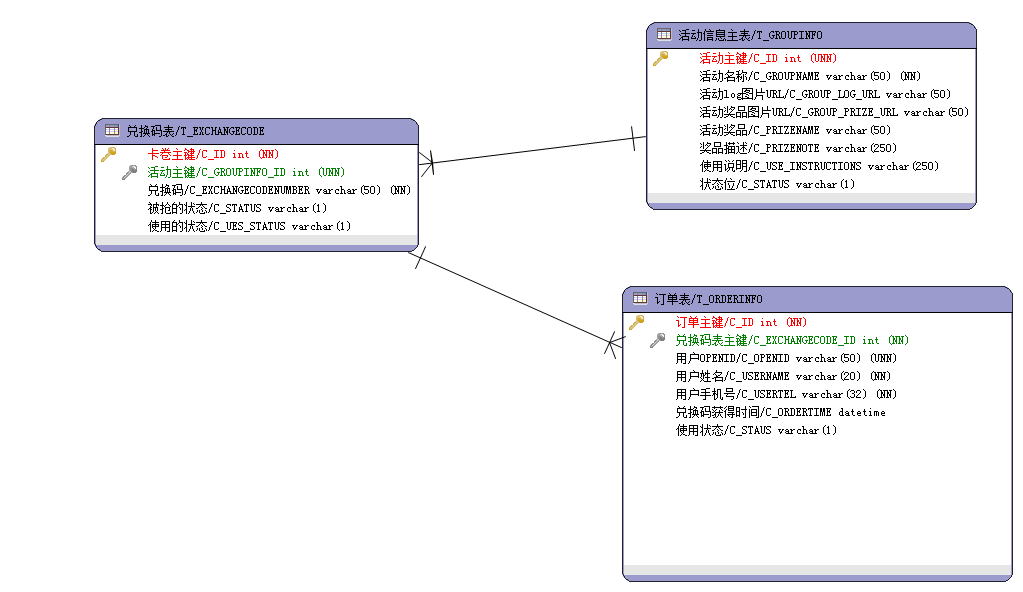 活动信息主表/T_GROUPINFO
活动主键/C_ID int (UNN)
活动名称/C_GROUPNAME varchar(50) (NN)
活动log图片URL/C_GROUP_LOG_URL varchar(50)
活动奖品图片URL/C_GROUP_PRIZE_URL varchar(50)
活动奖品/C_PRIZENAME varchar(50)
奖品描述/C_PRIZENOTE varchar(250)
使用说明/C_USE_INSTRUCTIONS varchar(250)
状态位/C_STATUS varchar(1)
兑换码表/T_EXCHANGECODE
卡卷主键/C_ID int (NN)
活动主键/C_GROUPINFO_ID int (UNN)
兑换码/C_EXCHANGECODENUMBER varchar(50) (NN)
被抢的状态/C_STATUS varchar(1)
使用的状态/C_UES_STATUS varchar(1)
订单表/T_ORDERINFO
订单主键/C_ID int (NN)
兑换码表主键/C_EXCHANGECODE_ID int (NN)
用户OPENID/C_OPENID varchar(50) (UNN)
用户姓名/C_USERNAME varchar(20) (NN)
用户手机号/C_USERTEL varchar(32) (NN)
兑换码获得时间/C_ORDERTIME datetime
使用状态/C_STAUS varchar(1)